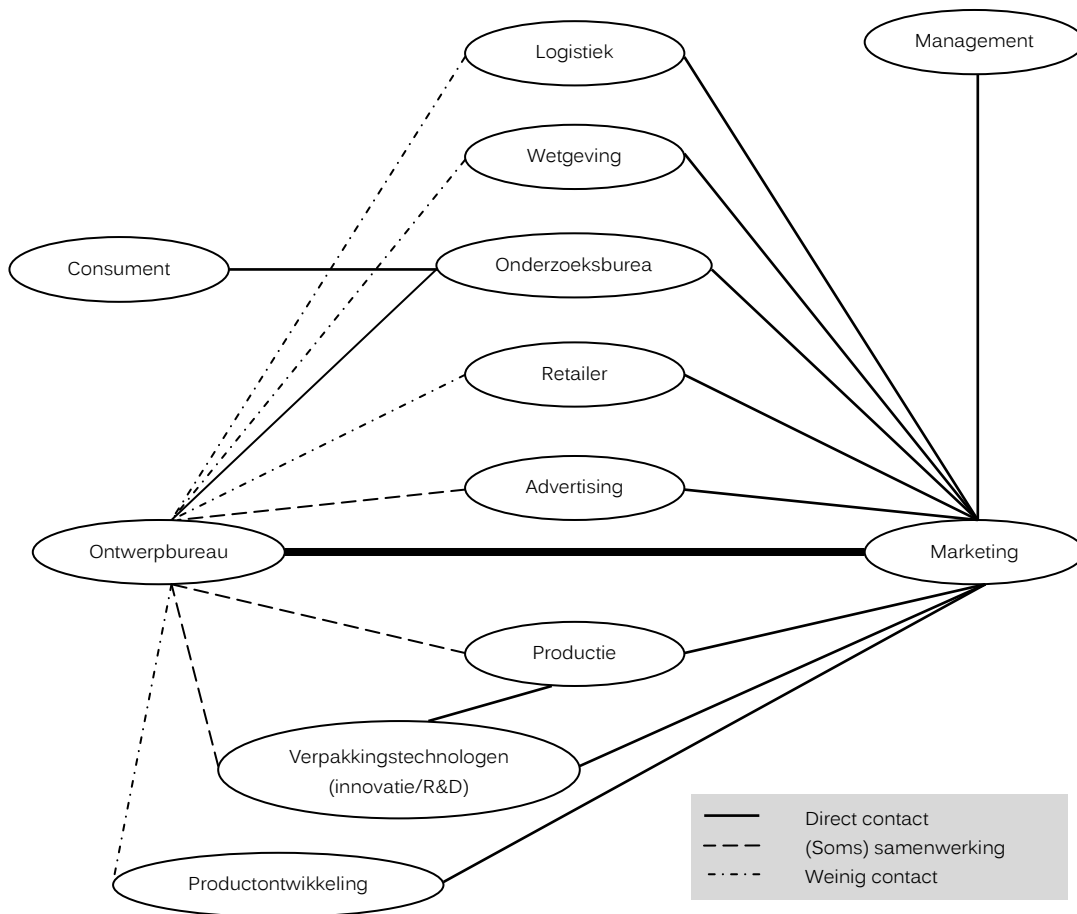 Logistiek
Management
Wetgeving
Consument
Onderzoeksburea
Retailer
Advertising
Ontwerpbureau
Marketing
Productie
Verpakkingstechnologen
(innovatie/R&D)
Productontwikkeling
Direct contact
(Soms) samenwerking
Weinig contact